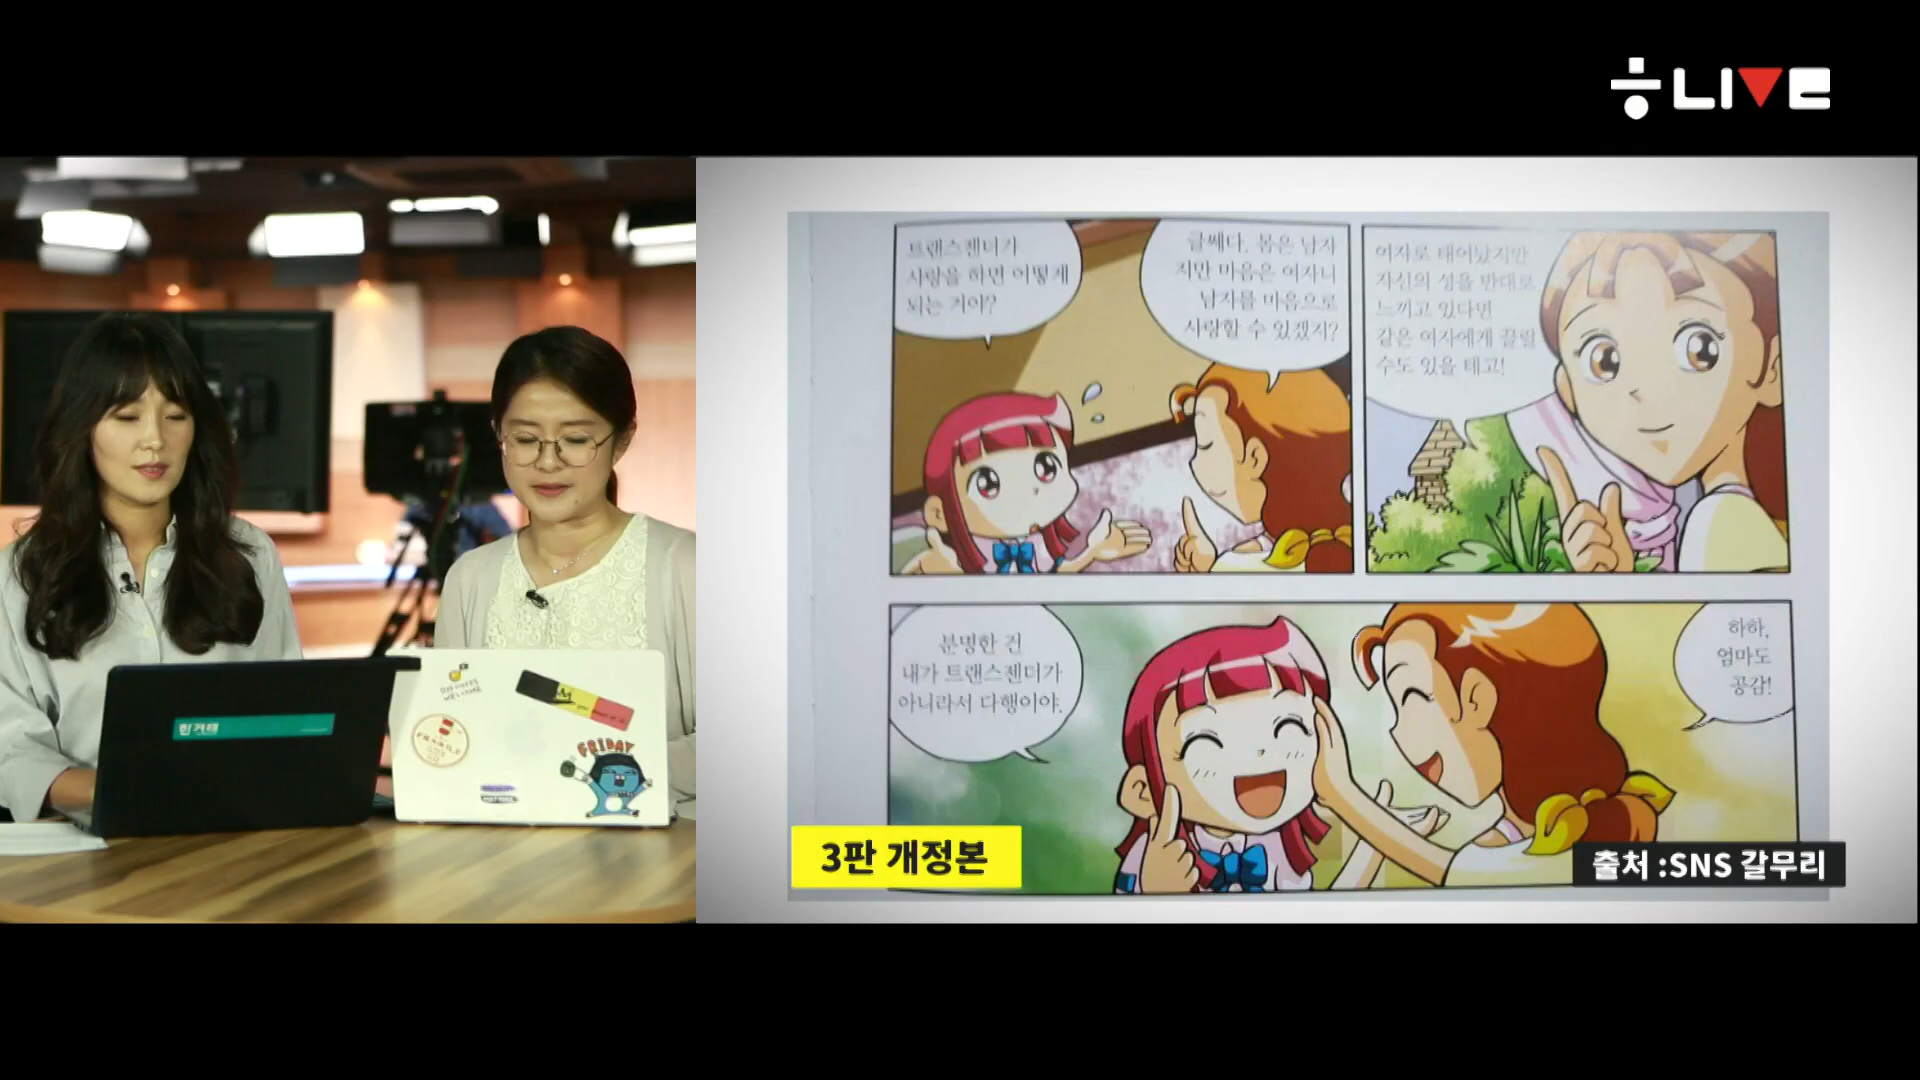 ㅎ LIVE
트랜스젠더가
사랑을 하면 어떻게
되는 거야?
글쎄다. 몸은 남자
지만 마음은 여자니
남자를 마음으로
사랑할 수 있겠지?
여자로 태어났지만
자신의 성을 반대로
느끼고 있다면
같은 여자에게 끌릴
수도 있을 테고!
분명한 건
내가 트랜스젠더가
아니라서 다행이야.
하하,
엄마도
공감!
3판 개정본
출처 :SNS 갈무리
한겨레
FRAGILE
FRIDAY